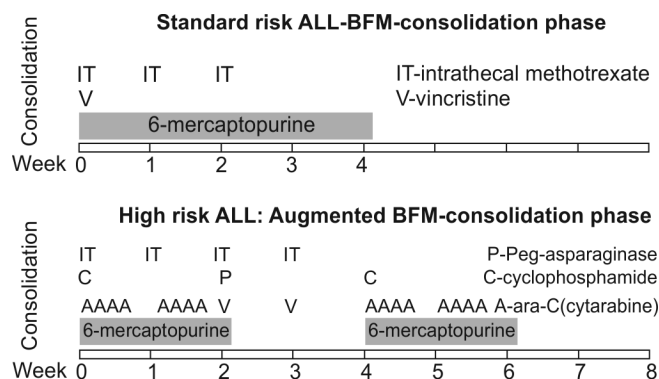 Standard risk ALL-BFM-consolidation phase
Consolidation
IT IT IT IT-intrathecal methotrexate
V V-vincristine
6-mercaptopurine
Week 0 1 2 3 4 8
High risk ALL: Augmented BFM-consolidation phase
Consolidation
IT IT IT IT P-Peg-asparaginase
C P C C-cyclophosphamide
AAAA AAAA V V AAAA AAAA A-ara-C(cytarabine)
6-mercaptopurine 6-mercaptopurine
Week 0 1 2 3 4 5 6 7 8